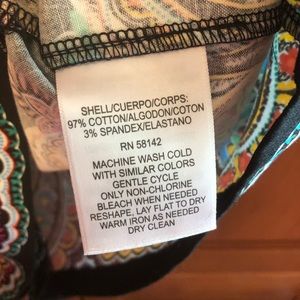 SHELL/CUERPO/CORPS:
97% COTTON/ALGODON/COTON
3% SPANDEX/ELASTANO
RN 58142
MACHINE WASH COLD
WITH SIMILAR COLORS
GENTLE CYCLE
ONLY NON-CHLORINE
BLEACH WHEN NEEDED
RESHAPE, LAY FLAT TO DRY
WARM IRON AS NEEDED
DRY CLEAN